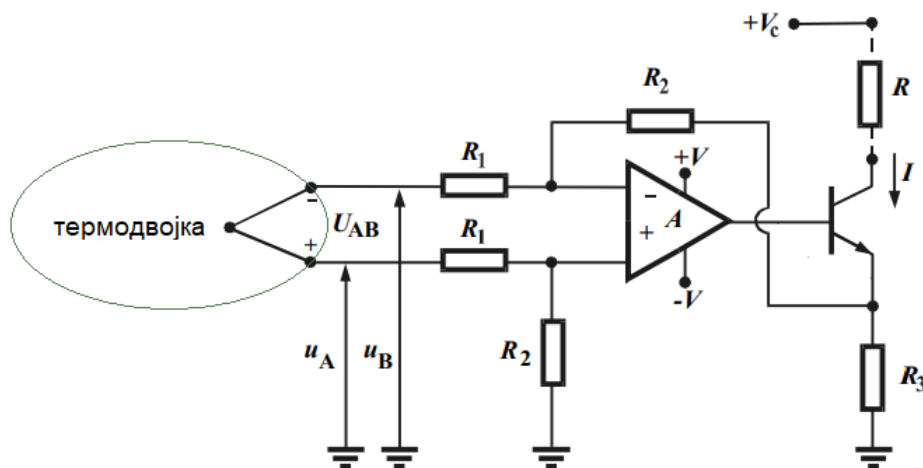 +Vc
R2
R
R1
+V
I
-
-
термодвојка
UAB
A
+
+
R1
-V
uA
uB
R2
R3